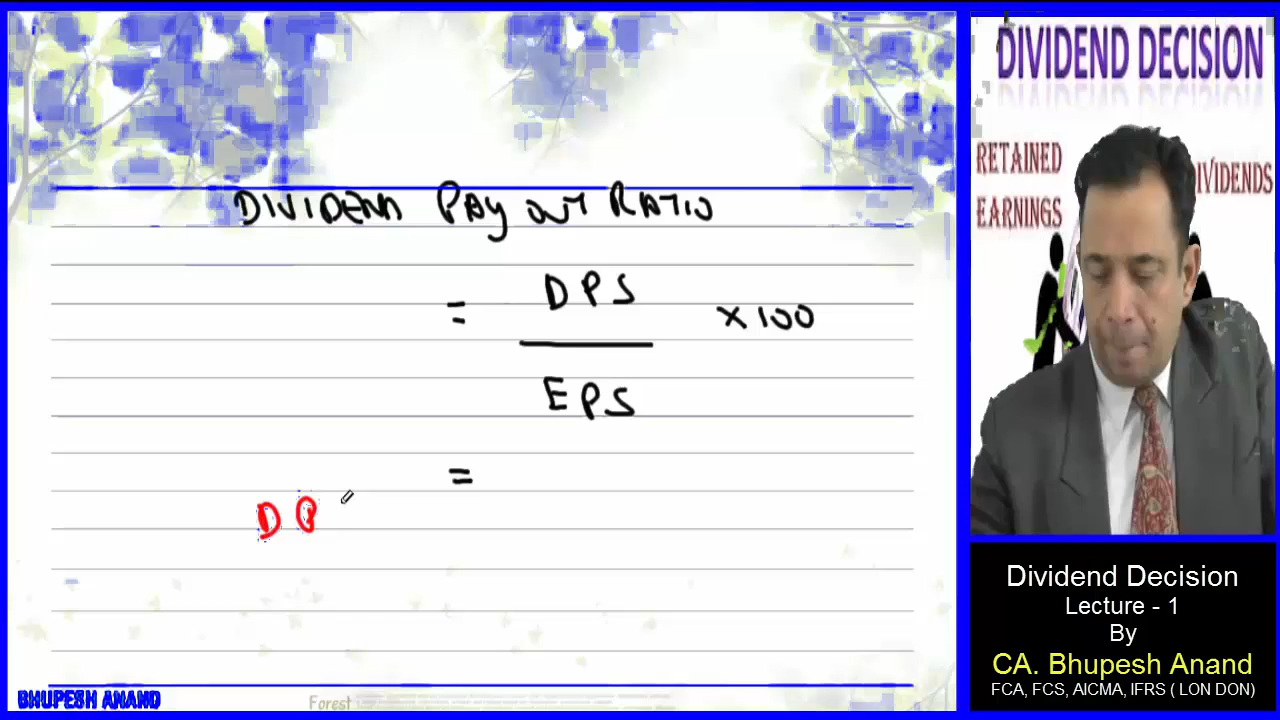 DIVIDEND PAY OUT RATIO
= DPS × 100
EPS
=
D P
BHUPESH ANAND
Forest
DIVIDEND DECISION
RETAINED
EARNINGS
DIVIDENDS
Dividend Decision
Lecture - 1
By
CA. Bhupesh Anand
FCA, FCS, AICMA, IFRS ( LON DON)